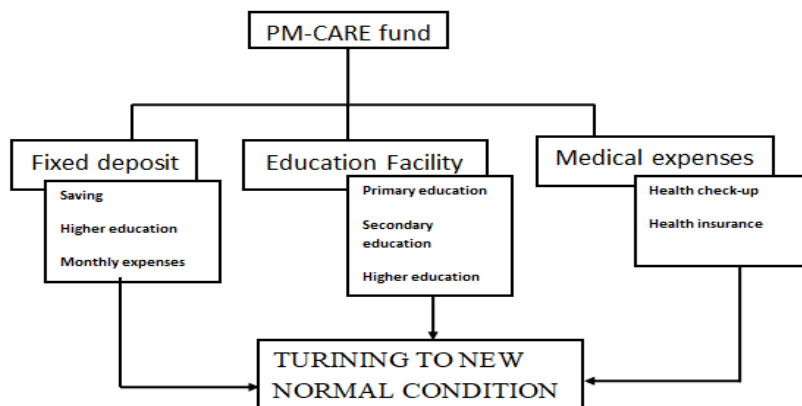 PM-CARE fund
Fixed deposit
Saving
Higher education
Monthly expenses
Education Facility
Primary education
Secondary
education
Higher education
Medical expenses
Health check-up
Health insurance
TURINING TO NEW
NORMAL CONDITION